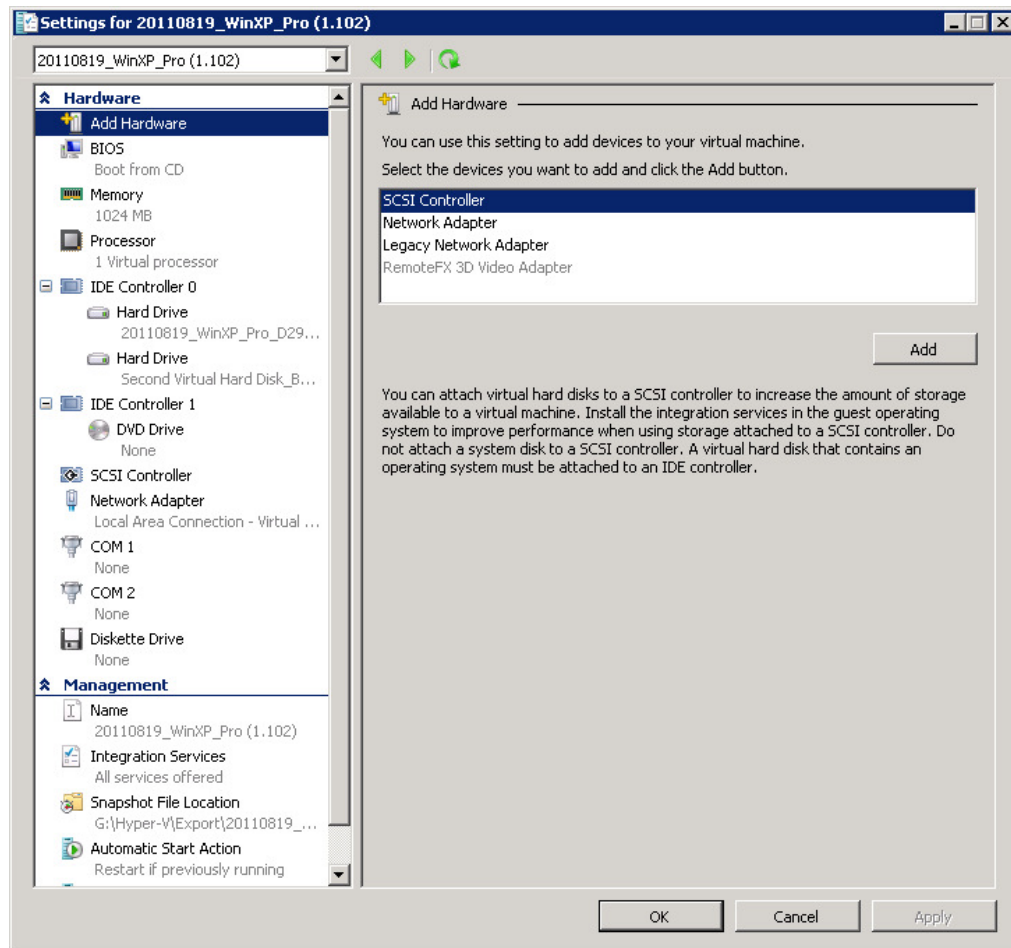 Settings for 20110819_WinXP_Pro (1.102)
20110819_WinXP_Pro (1.102)
Hardware
Add Hardware
BIOS
Boot from CD
Memory
1024 MB
Processor
1 Virtual processor
IDE Controller 0
Hard Drive
20110819_WinXP_Pro_D29...
Hard Drive
Second Virtual Hard Disk_B...
IDE Controller 1
DVD Drive
None
SCSI Controller
Network Adapter
Local Area Connection - Virtual ...
COM 1
None
COM 2
None
Diskette Drive
None
Management
Name
20110819_WinXP_Pro (1.102)
Integration Services
All services offered
Snapshot File Location
G:\Hyper-V\Export\20110819_...
Automatic Start Action
Restart if previously running
Add Hardware
You can use this setting to add devices to your virtual machine.
Select the devices you want to add and click the Add button.
SCSI Controller
Network Adapter
Legacy Network Adapter
RemoteFX 3D Video Adapter
Add
You can attach virtual hard disks to a SCSI controller to increase the amount of storage
available to a virtual machine. Install the integration services in the guest operating
system to improve performance when using storage attached to a SCSI controller. Do
not attach a system disk to a SCSI controller. A virtual hard disk that contains an
operating system must be attached to an IDE controller.
OK
Cancel
Apply